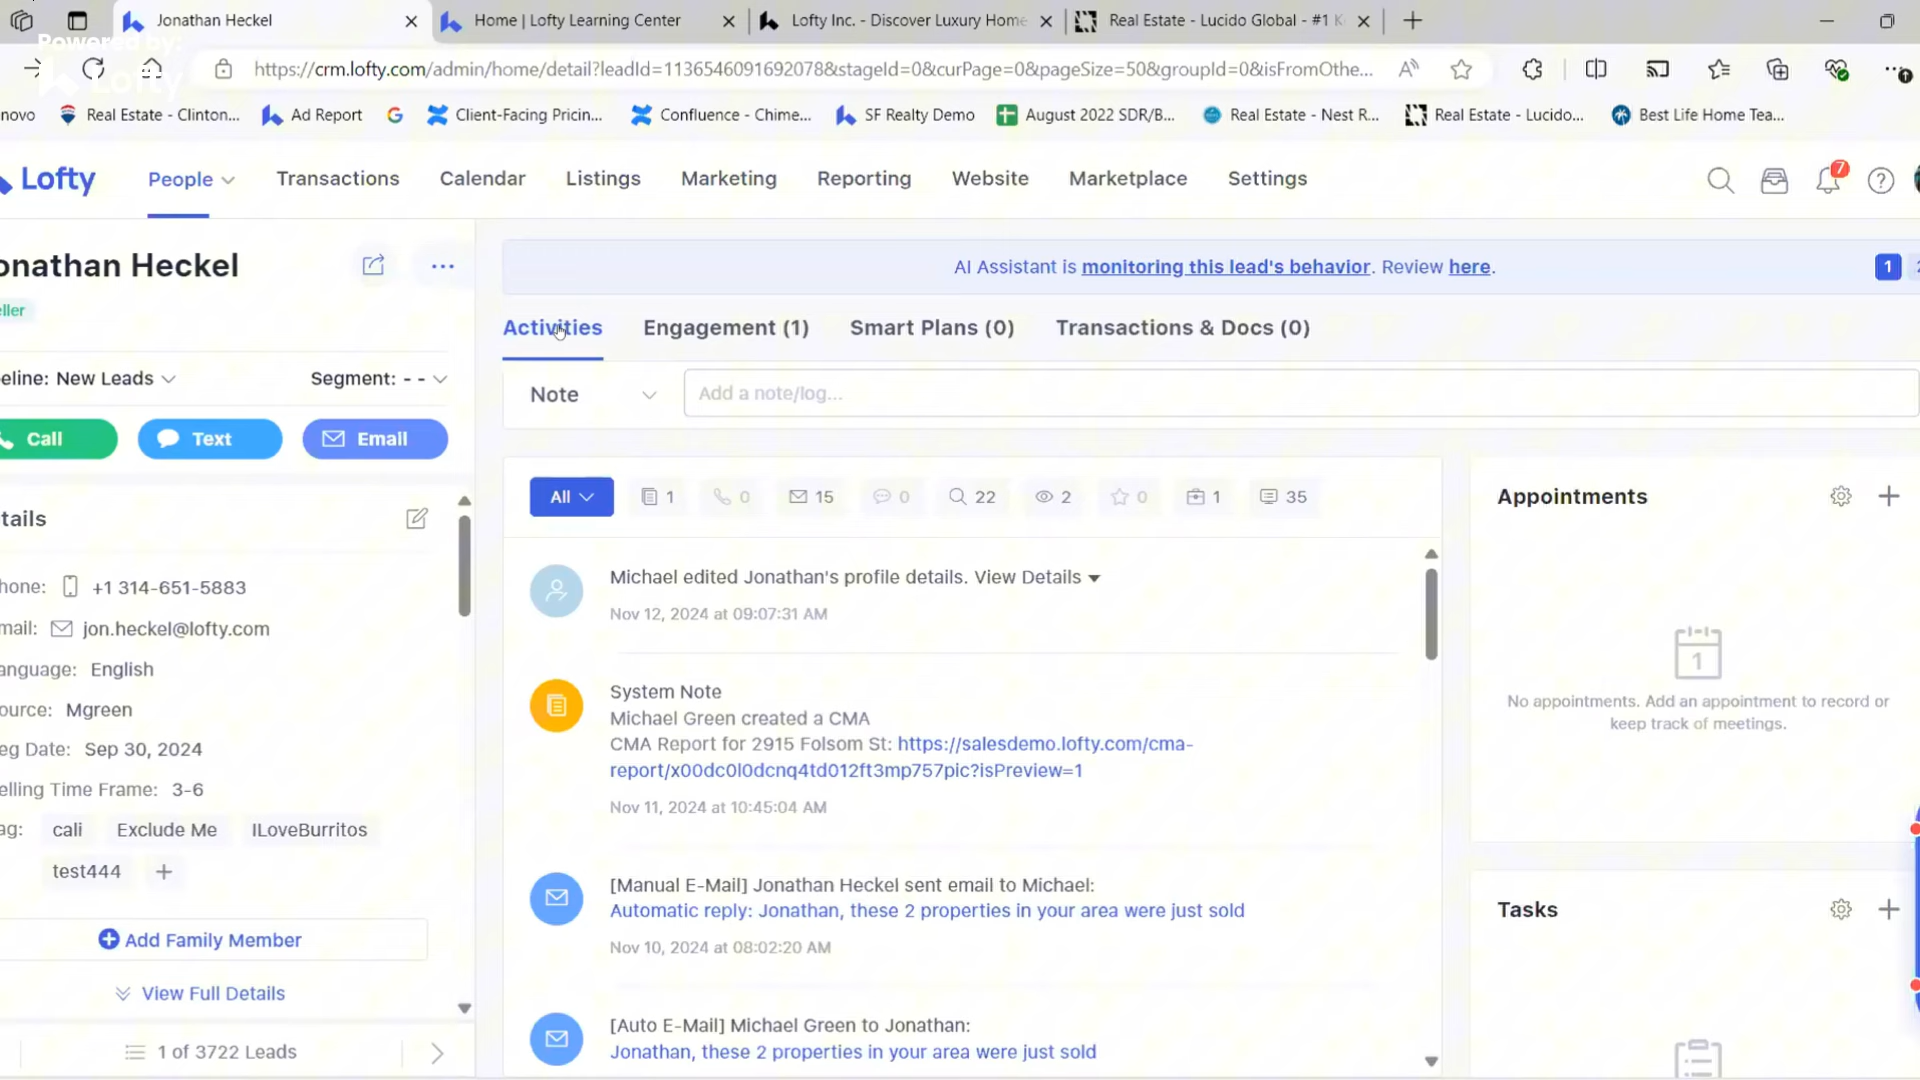 Jonathan Heckel
Home | Lofty Learning Center
Lofty Inc. - Discover Luxury Home
Real Estate - Lucido Global - #1 K
Powered by:
Lofty
https://crm.lofty.com/admin/home/detail?leadId=1136546091692078&stageId=0&curPage=0&pageSize=50&groupId=0&isFromOthe...
novo
Real Estate - Clinton...
Ad Report
Client-Facing Pricin...
Confluence - Chime...
SF Realty Demo
August 2022 SDR/B...
Real Estate - Nest R...
Real Estate - Lucido...
Best Life Home Tea...
Lofty
People
Transactions
Calendar
Listings
Marketing
Reporting
Website
Marketplace
Settings
7
onathan Heckel
eller
eline: New Leads
Segment: - -
Call
Text
Email
tails
hone: +1 314-651-5883
mail: jon.heckel@lofty.com
anguage: English
ource: Mgreen
eg Date: Sep 30, 2024
elling Time Frame: 3-6
ag: cali Exclude Me ILoveBurritos
test444 +
Add Family Member
View Full Details
1 of 3722 Leads
AI Assistant is monitoring this lead's behavior. Review here.
1
Activities
Engagement (1)
Smart Plans (0)
Transactions & Docs (0)
Note
Add a note/log...
All
1
0
15
0
22
2
0
1
35
Michael edited Jonathan's profile details. View Details
Nov 12, 2024 at 09:07:31 AM
System Note
Michael Green created a CMA
CMA Report for 2915 Folsom St: https://salesdemo.lofty.com/cma-
report/x00dc0l0dcnq4td012ft3mp757pic?isPreview=1
Nov 11, 2024 at 10:45:04 AM
[Manual E-Mail] Jonathan Heckel sent email to Michael:
Automatic reply: Jonathan, these 2 properties in your area were just sold
Nov 10, 2024 at 08:02:20 AM
[Auto E-Mail] Michael Green to Jonathan:
Jonathan, these 2 properties in your area were just sold
Appointments
1
No appointments. Add an appointment to record or
keep track of meetings.
Tasks